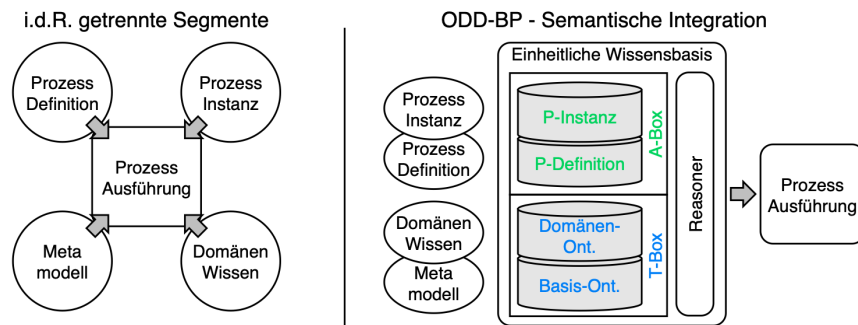 i.d.R. getrennte Segmente
Prozess
Definition
Prozess
Instanz
Prozess
Ausführung
Meta
modell
Domänen
Wissen
ODD-BP - Semantische Integration
Einheitliche Wissensbasis
Prozess
Instanz
Prozess
Definition
P-Instanz
P-Definition
A-Box
Domänen
Wissen
Meta
modell
Domänen-
Ont.
Basis-Ont.
T-Box
Reasoner
Prozess
Ausführung